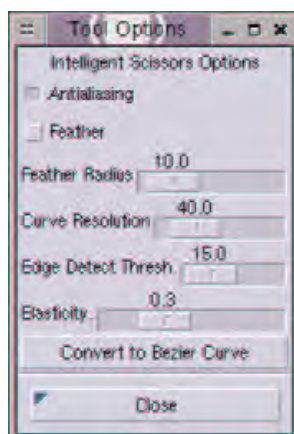 Tool Options
Intelligent Scissors Options
Antialiasing
Feather
10.0
Feather Radius
40.0
Curve Resolution
15.0
Edge Detect Thresh.
0.3
Elasticity
Convert to Bezier Curve
Close